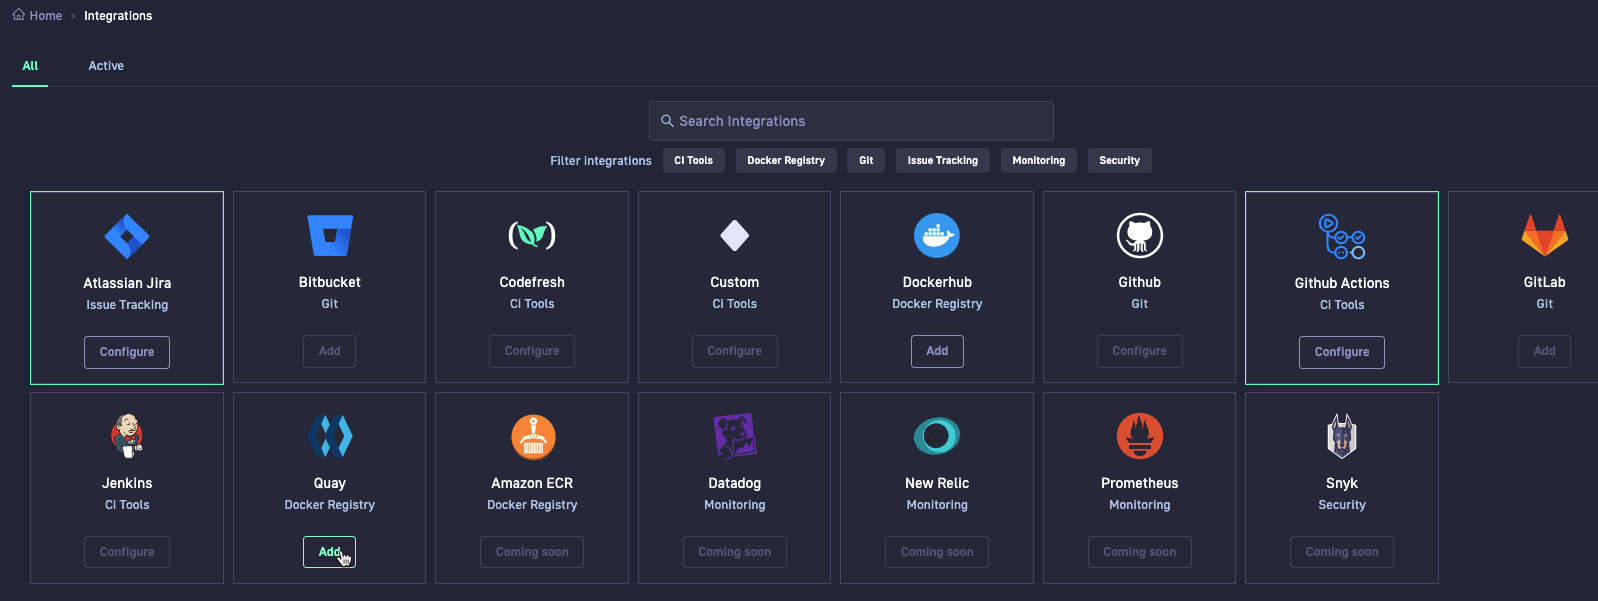 Home > Integrations
All Active
Search Integrations
Filter integrations CI Tools Docker Registry Git Issue Tracking Monitoring Security
Atlassian Jira
Issue Tracking
Configure
Bitbucket
Git
Add
Codefresh
Ci Tools
Configure
Custom
Ci Tools
Configure
Dockerhub
Docker Registry
Add
Github
Git
Configure
Github Actions
Ci Tools
Configure
GitLab
Git
Add
Jenkins
Ci Tools
Configure
Quay
Docker Registry
Add
Amazon ECR
Docker Registry
Coming soon
Datadog
Monitoring
Coming soon
New Relic
Monitoring
Coming soon
Prometheus
Monitoring
Coming soon
Snyk
Security
Coming soon